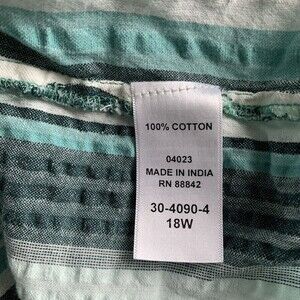 100% COTTON
04023
MADE IN INDIA
RN 88842
30-4090-4
18W